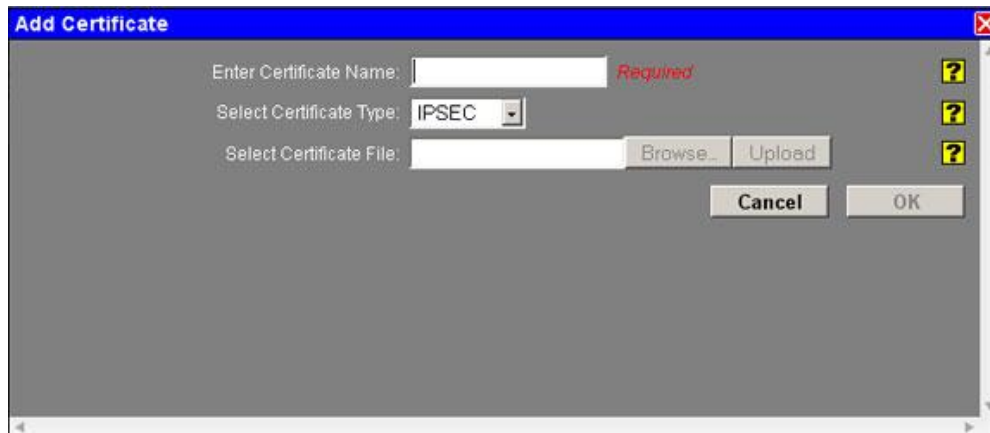 Add Certificate
Enter Certificate Name: Required ?
Select Certificate Type: IPSEC ?
Select Certificate File: Browse... Upload ?
Cancel OK